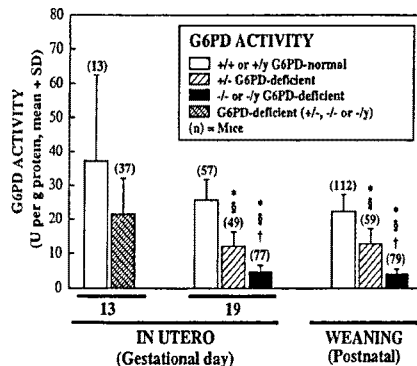 G6PD ACTIVITY
(U per g protein, mean + SD)
80
60
40
30
20
10
0
G6PD ACTIVITY
+/+ or +/y G6PD-normal
+/- G6PD-deficient
-/- or -/y G6PD-deficient
G6PD-deficient (+/-, -/- or -/y)
(n) = Mice
(13)
(37)
(57)
*
§
(49)
*
§
†
(77)
(112)
*
§
(59)
*
§
†
(79)
13
19
IN UTERO
(Gestational day)
WEANING
(Postnatal)